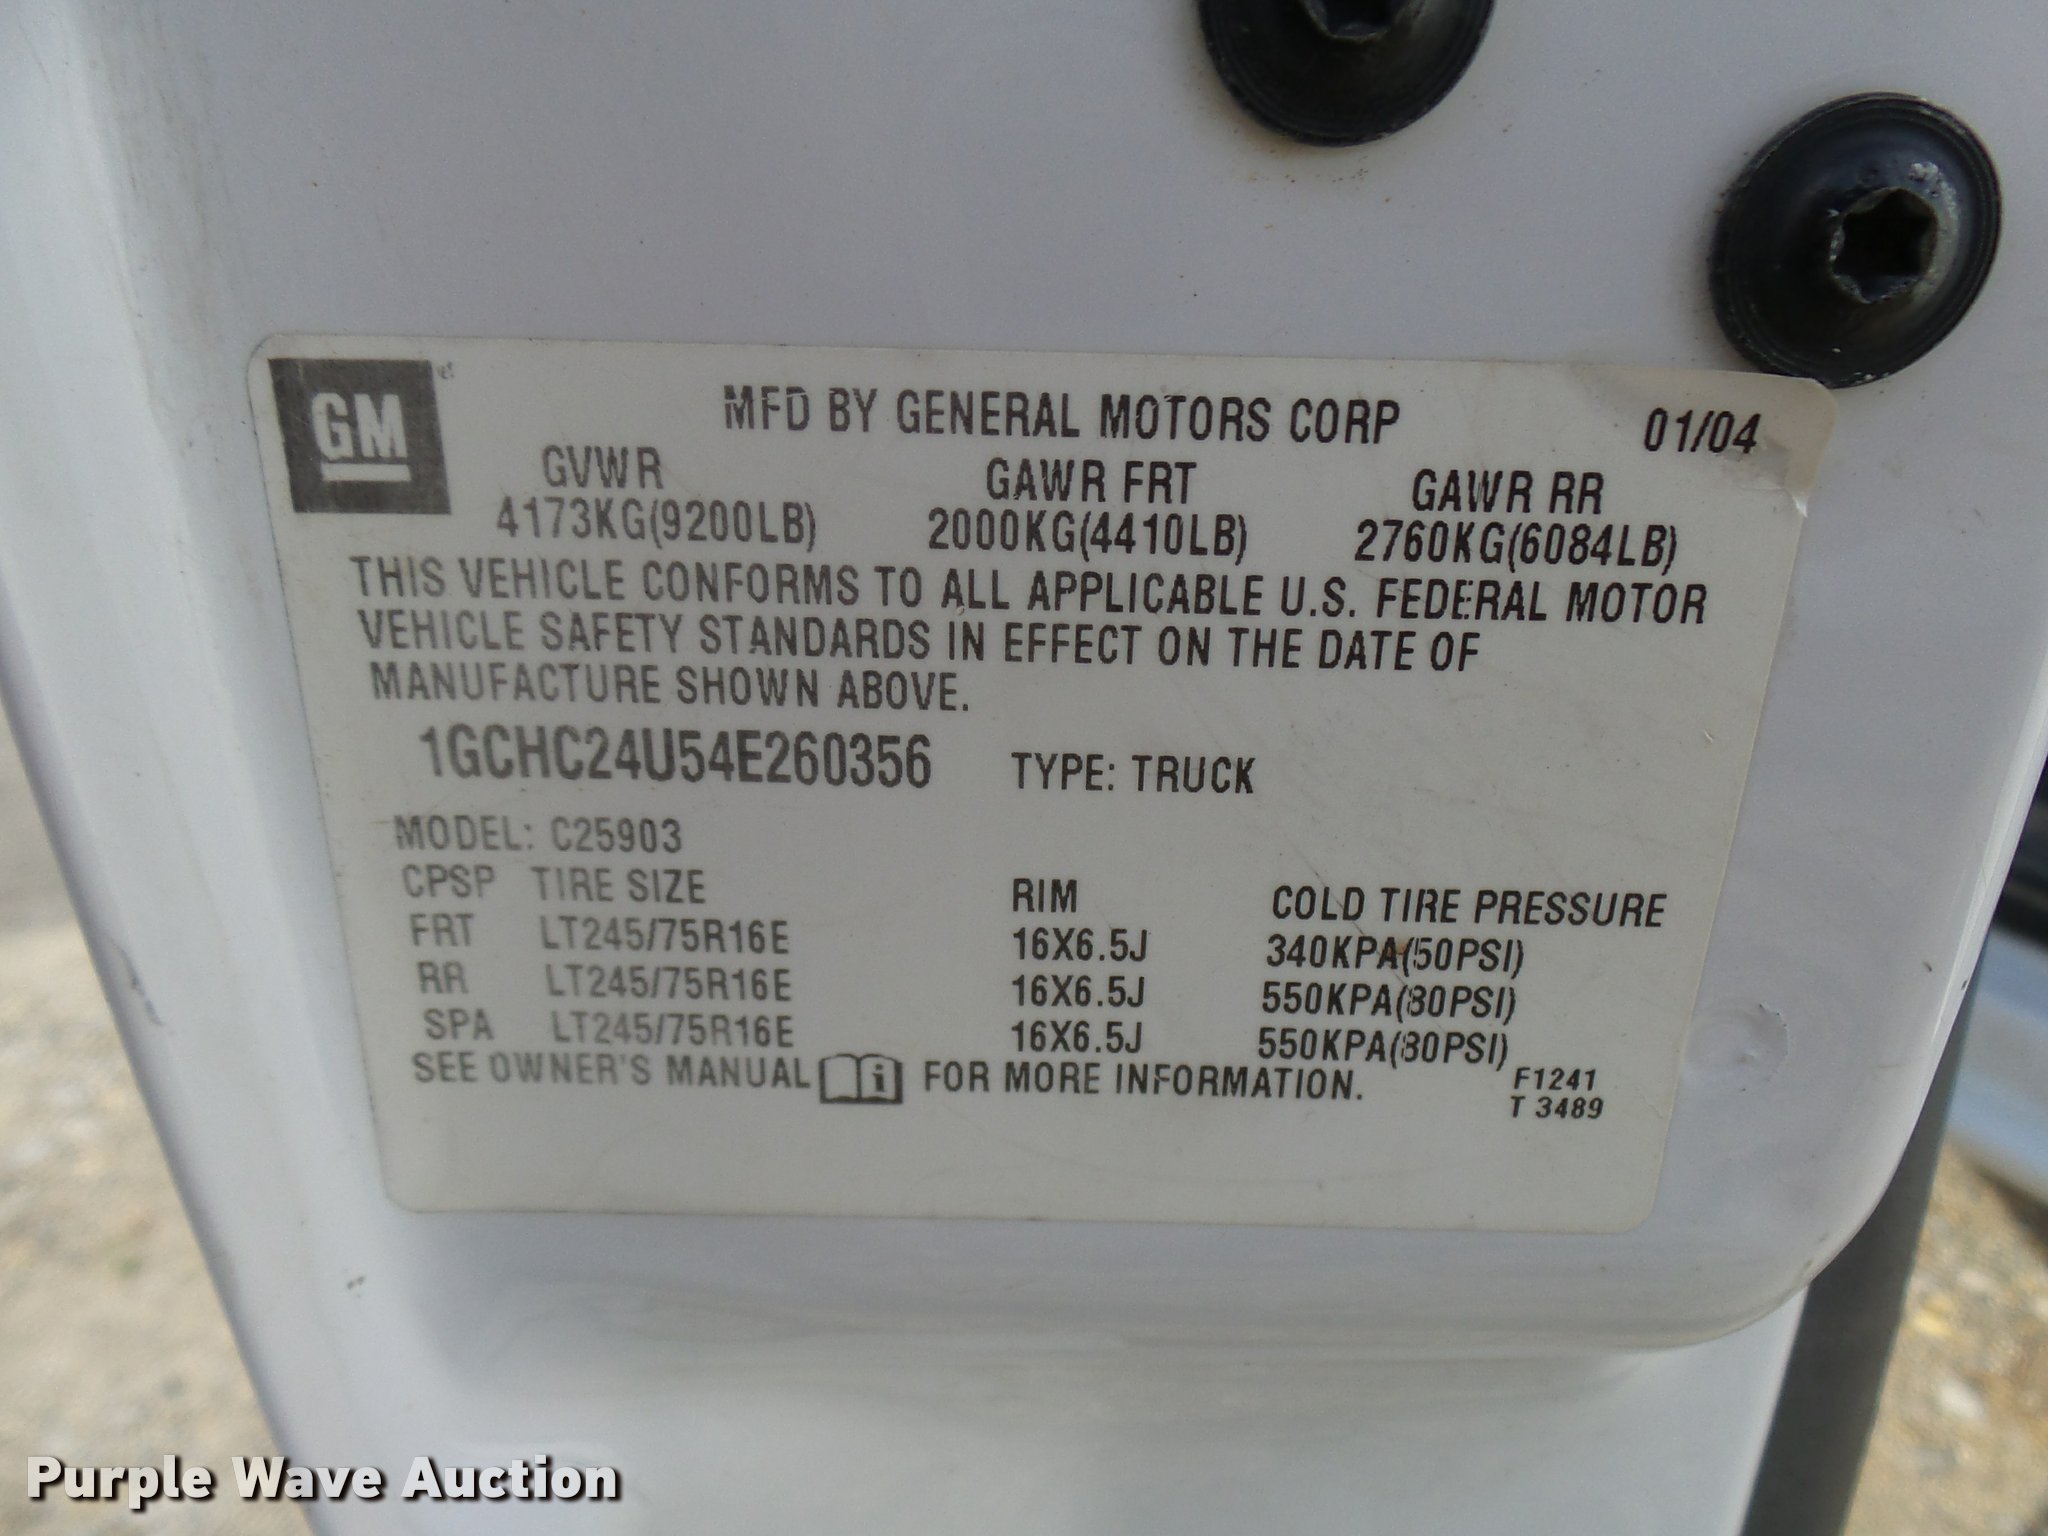 GM
MFD BY GENERAL MOTORS CORP 01/04
GVWR GAWR FRT GAWR RR
4173KG(9200LB) 2000KG(4410LB) 2760KG(6084LB)
THIS VEHICLE CONFORMS TO ALL APPLICABLE U.S. FEDERAL MOTOR
VEHICLE SAFETY STANDARDS IN EFFECT ON THE DATE OF
MANUFACTURE SHOWN ABOVE.
1GCHC24U54E260356 TYPE: TRUCK
MODEL: C25903
CPSP TIRE SIZE RIM COLD TIRE PRESSURE
FRT LT245/75R16E 16X6.5J 340KPA(50PSI)
RR LT245/75R16E 16X6.5J 550KPA(80PSI)
SPA LT245/75R16E 16X6.5J 550KPA(80PSI)
SEE OWNER'S MANUAL i FOR MORE INFORMATION. F1241
T 3489
Purple Wave Auction